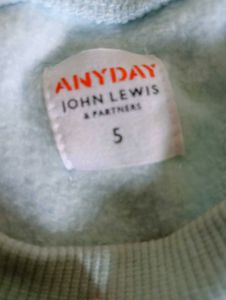 ANYDAY
JOHN LEWIS
& PARTNERS
5